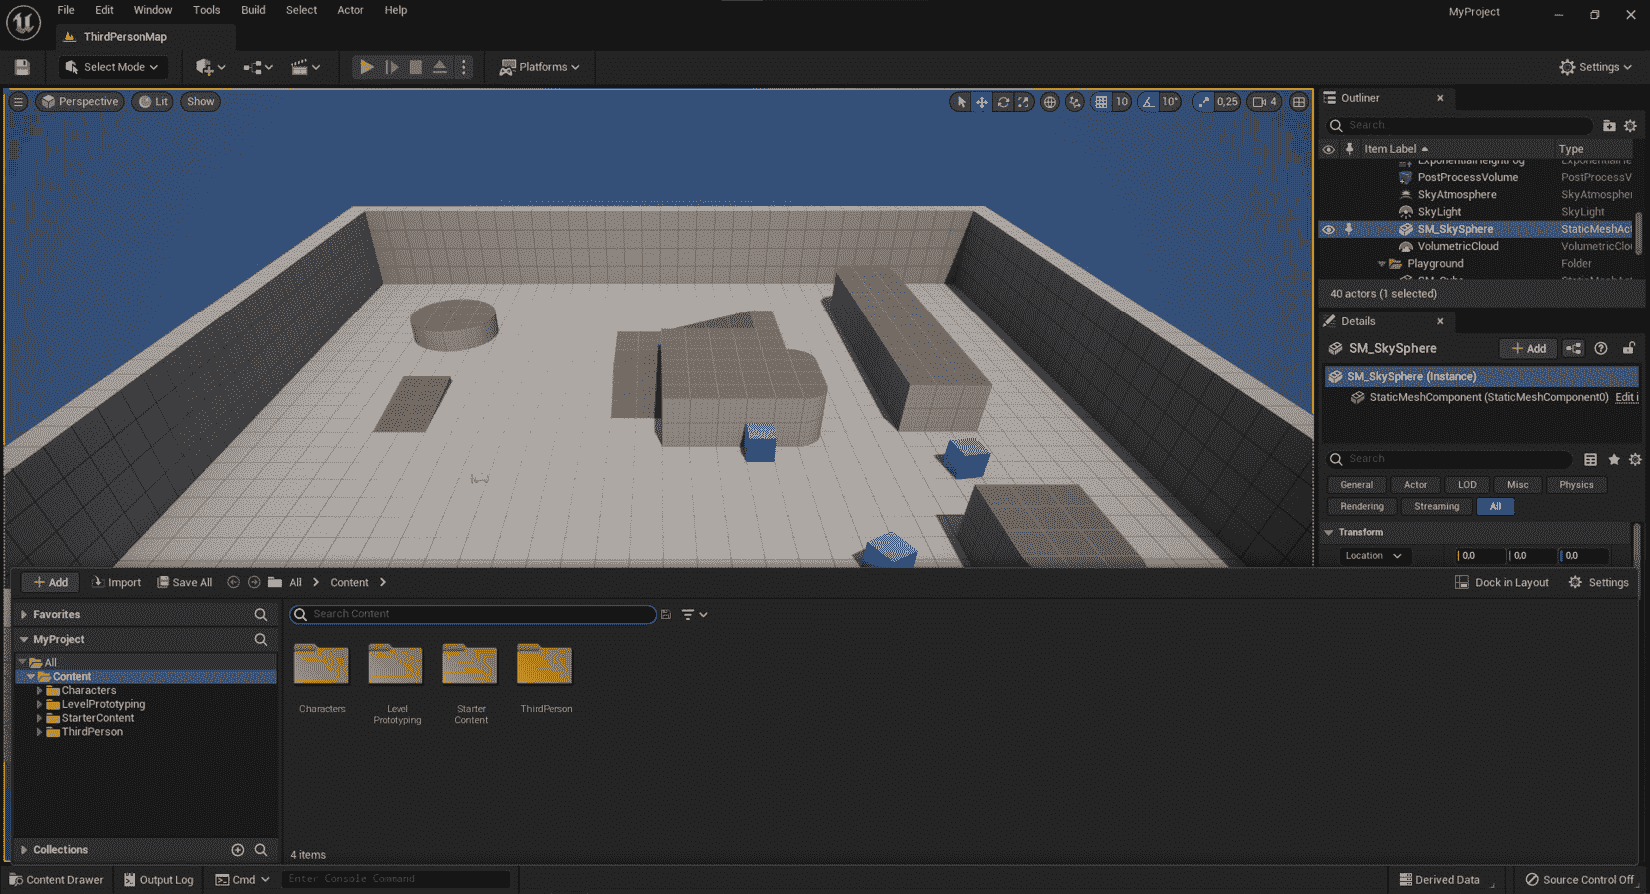 File Edit Window Tools Build Select Actor Help
MyProject
ThirdPersonMap
Select Mode
Platforms
Settings
Perspective Lit Show
10 10° 0,25 4
Outliner
Search
Item Label Type
ExponentialHeightFog
PostProcessVolume PostProcessV
SkyAtmosphere SkyAtmospher
SkyLight SkyLight
SM_SkySphere StaticMeshAct
VolumetricCloud VolumetricClou
Playground Folder
40 actors (1 selected)
Details
SM_SkySphere + Add
SM_SkySphere (Instance)
StaticMeshComponent (StaticMeshComponent0) Edit i
Search
General Actor LOD Misc Physics
Rendering Streaming All
Transform
Location 0,0 0,0 0,0
+ Add Import Save All All Content
Dock in Layout Settings
Favorites
Search Content
MyProject
All
Content
Characters
LevelPrototyping
StarterContent
ThirdPerson
Characters
Level
Prototyping
Starter
Content
ThirdPerson
Collections
4 items
Content Drawer Output Log Cmd Enter Console Command
Derived Data Source Control Off